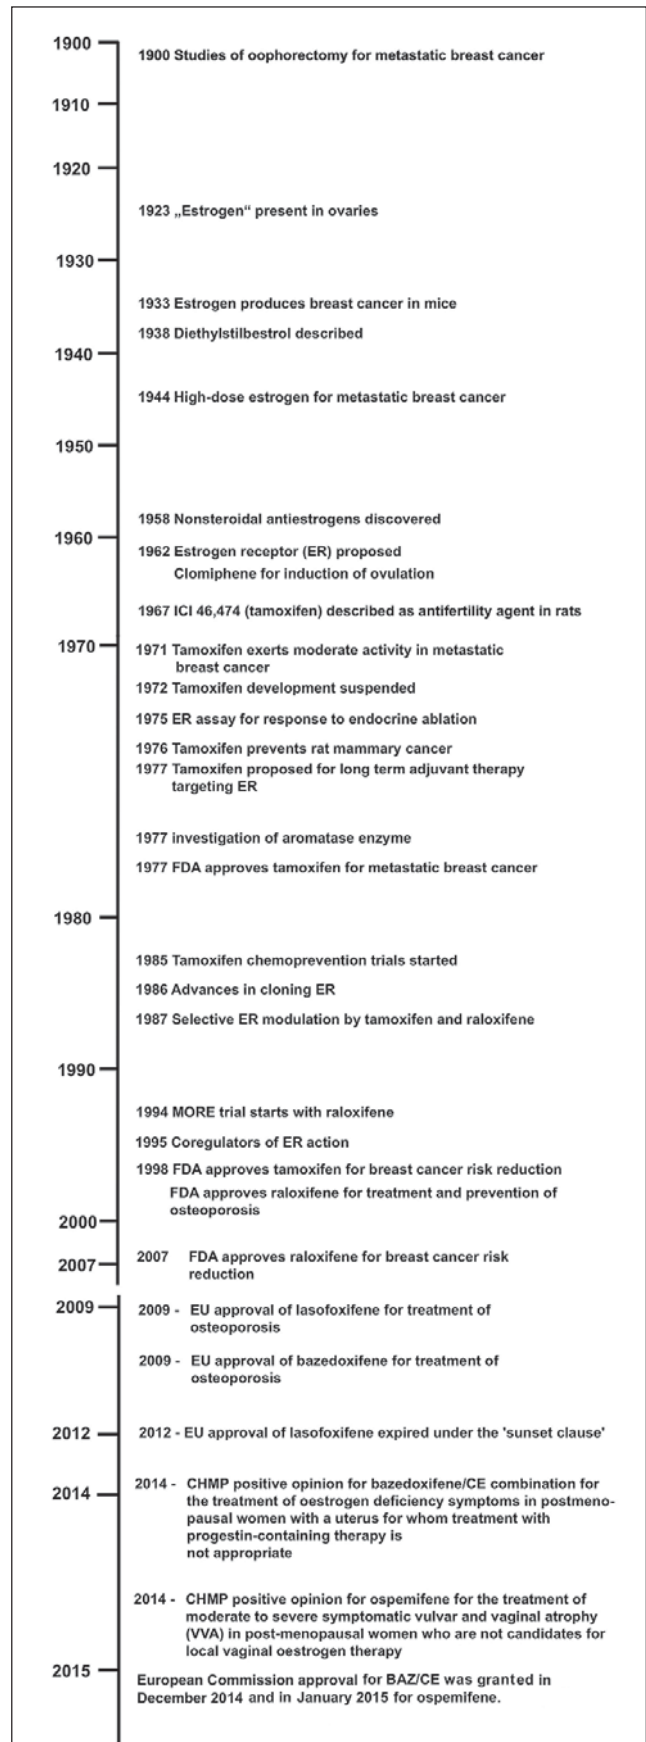 1900
1900 Studies of oophorectomy for metastatic breast cancer
1910
1920
1923 „Estrogen“ present in ovaries
1930
1933 Estrogen produces breast cancer in mice
1938 Diethylstilbestrol described
1940
1944 High-dose estrogen for metastatic breast cancer
1950
1958 Nonsteroidal antiestrogens discovered
1960
1962 Estrogen receptor (ER) proposed
Clomiphene for induction of ovulation
1967 ICI 46,474 (tamoxifen) described as antifertility agent in rats
1970
1971 Tamoxifen exerts moderate activity in metastatic
breast cancer
1972 Tamoxifen development suspended
1975 ER assay for response to endocrine ablation
1976 Tamoxifen prevents rat mammary cancer
1977 Tamoxifen proposed for long term adjuvant therapy
targeting ER
1977 investigation of aromatase enzyme
1977 FDA approves tamoxifen for metastatic breast cancer
1980
1985 Tamoxifen chemoprevention trials started
1986 Advances in cloning ER
1987 Selective ER modulation by tamoxifen and raloxifene
1990
1994 MORE trial starts with raloxifene
1995 Coregulators of ER action
1998 FDA approves tamoxifen for breast cancer risk reduction
FDA approves raloxifene for treatment and prevention of
osteoporosis
2000
2007
2007 FDA approves raloxifene for breast cancer risk
reduction
2009
2009 - EU approval of lasofoxifene for treatment of
osteoporosis
2009 - EU approval of bazedoxifene for treatment of
osteoporosis
2012
2012 - EU approval of lasofoxifene expired under the 'sunset clause'
2014
2014 - CHMP positive opinion for bazedoxifene/CE combination for
the treatment of oestrogen deficiency symptoms in postmeno-
pausal women with a uterus for whom treatment with
progestin-containing therapy is
not appropriate
2014 - CHMP positive opinion for ospemifene for the treatment of
moderate to severe symptomatic vulvar and vaginal atrophy
(VVA) in post-menopausal women who are not candidates for
local vaginal oestrogen therapy
2015
European Commission approval for BAZ/CE was granted in
December 2014 and in January 2015 for ospemifene.